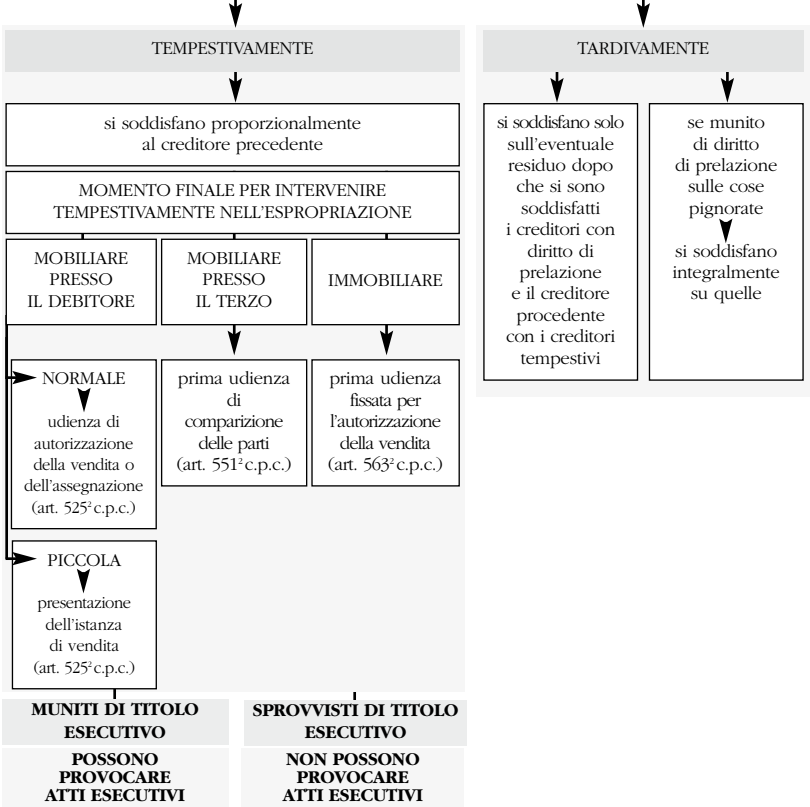 TEMPESTIVAMENTE
si soddisfano proporzionalmente
al creditore precedente
MOMENTO FINALE PER INTERVENIRE
TEMPESTIVAMENTE NELL'ESPROPRIAZIONE
MOBILIARE
PRESSO
IL DEBITORE
MOBILIARE
PRESSO
IL TERZO
IMMOBILIARE
NORMALE
udienza di
autorizzazione
della vendita o
dell'assegnazione
(art. 525² c.p.c.)
prima udienza
di
comparizione
delle parti
(art. 551² c.p.c.)
prima udienza
fissata per
l'autorizzazione
della vendita
(art. 563² c.p.c.)
PICCOLA
presentazione
dell'istanza
di vendita
(art. 525² c.p.c.)
MUNITI DI TITOLO
ESECUTIVO
POSSONO
PROVOCARE
ATTI ESECUTIVI
SPROVVISTI DI TITOLO
ESECUTIVO
NON POSSONO
PROVOCARE
ATTI ESECUTIVI
TARDIVAMENTE
si soddisfano solo
sull'eventuale
residuo dopo
che si sono
soddisfatti
i creditori con
diritto di
prelazione
e il creditore
procedente
con i creditori
tempestivi
se munito
di diritto
di prelazione
sulle cose
pignorate
si soddisfano
integralmente
su quelle